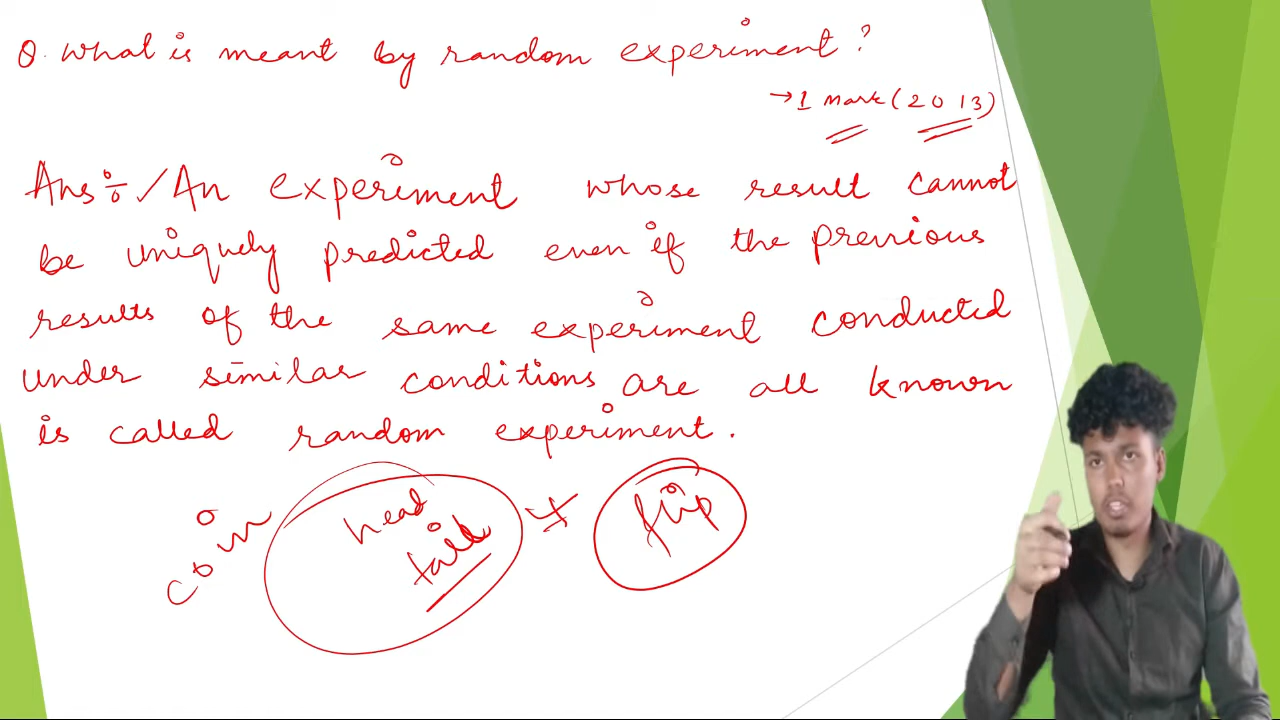 Q. What is meant by random experiment?
→ 1 mark (2013)
Ans:/ An experiment whose result cannot
be uniquely predicted even if the previous
results of the same experiment conducted
under similar conditions are all known
is called random experiment.
coin
head
tail
flip